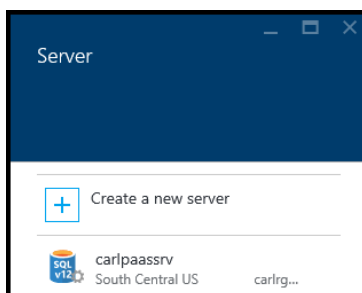 Server
Create a new server
SQL
v12
carlpaassrv
South Central US carlrg...